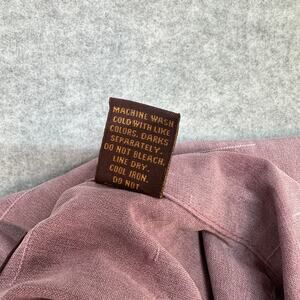 MACHINE WASH
COLD WITH LIKE
COLORS. DARKS
SEPARATELY.
DO NOT BLEACH.
LINE DRY.
COOL IRON.
DO NOT